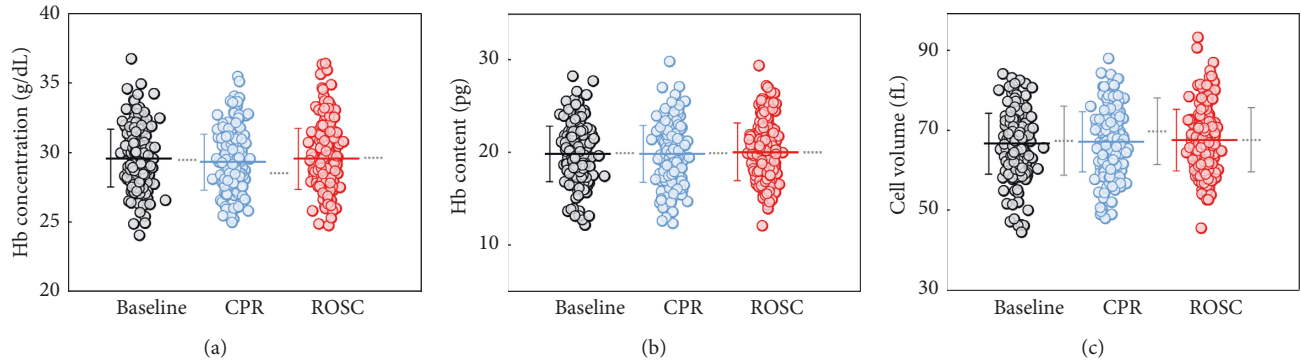 Hb concentration (g/dL)
40
35
30
25
20
Baseline CPR ROSC
(a)
Hb content (pg)
30
20
10
Baseline CPR ROSC
(b)
Cell volume (fL)
90
70
50
30
Baseline CPR ROSC
(c)